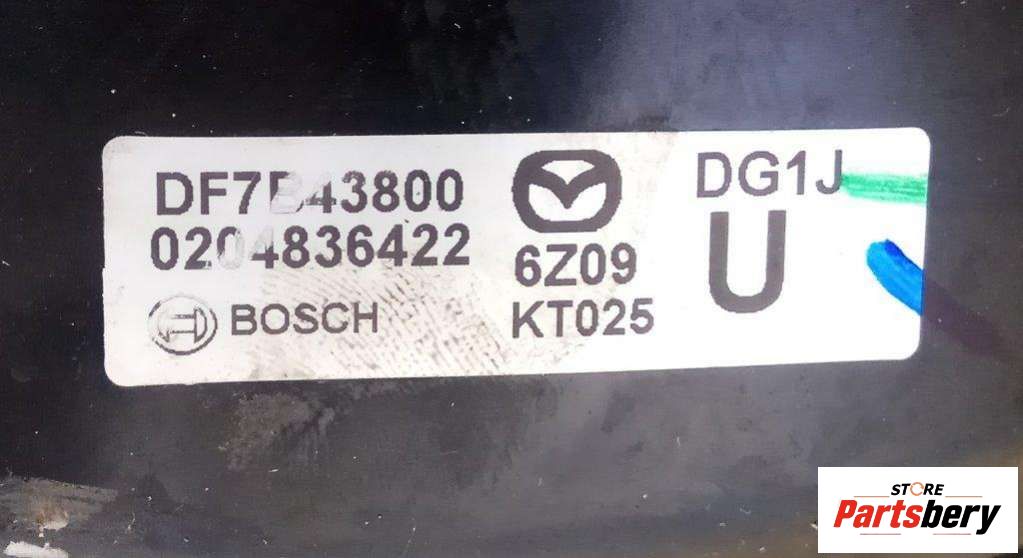 DF7B43800
0204836422
BOSCH
6Z09
KT025
DG1J
U
STORE
Partsbery